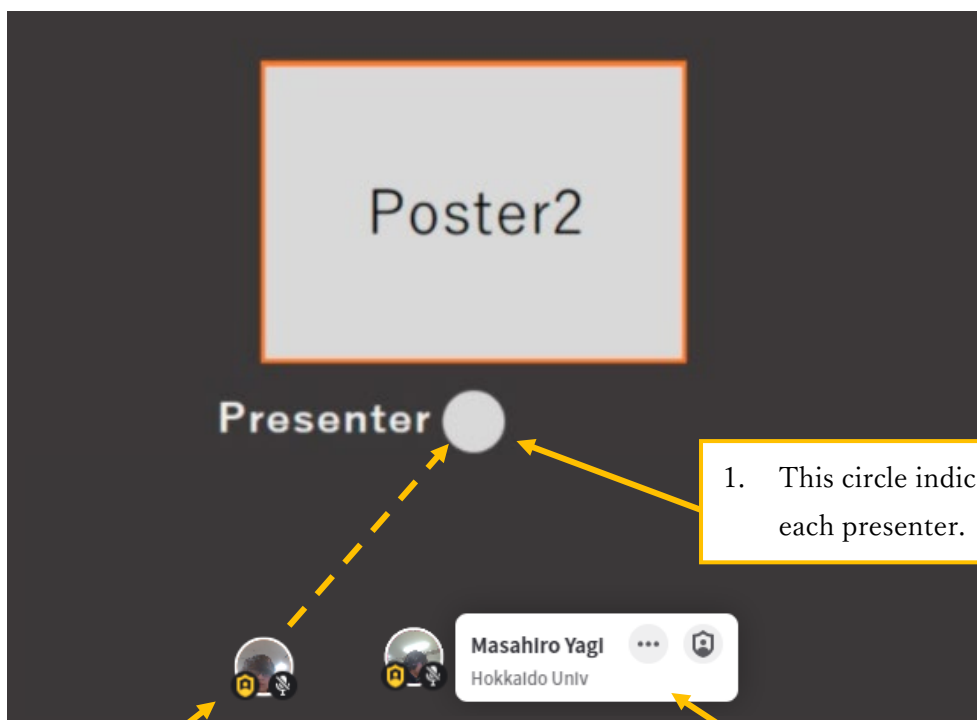 Poster2
Presenter
1. This circle indic
each presenter.
Masahiro Yagi
Hokkaido Univ